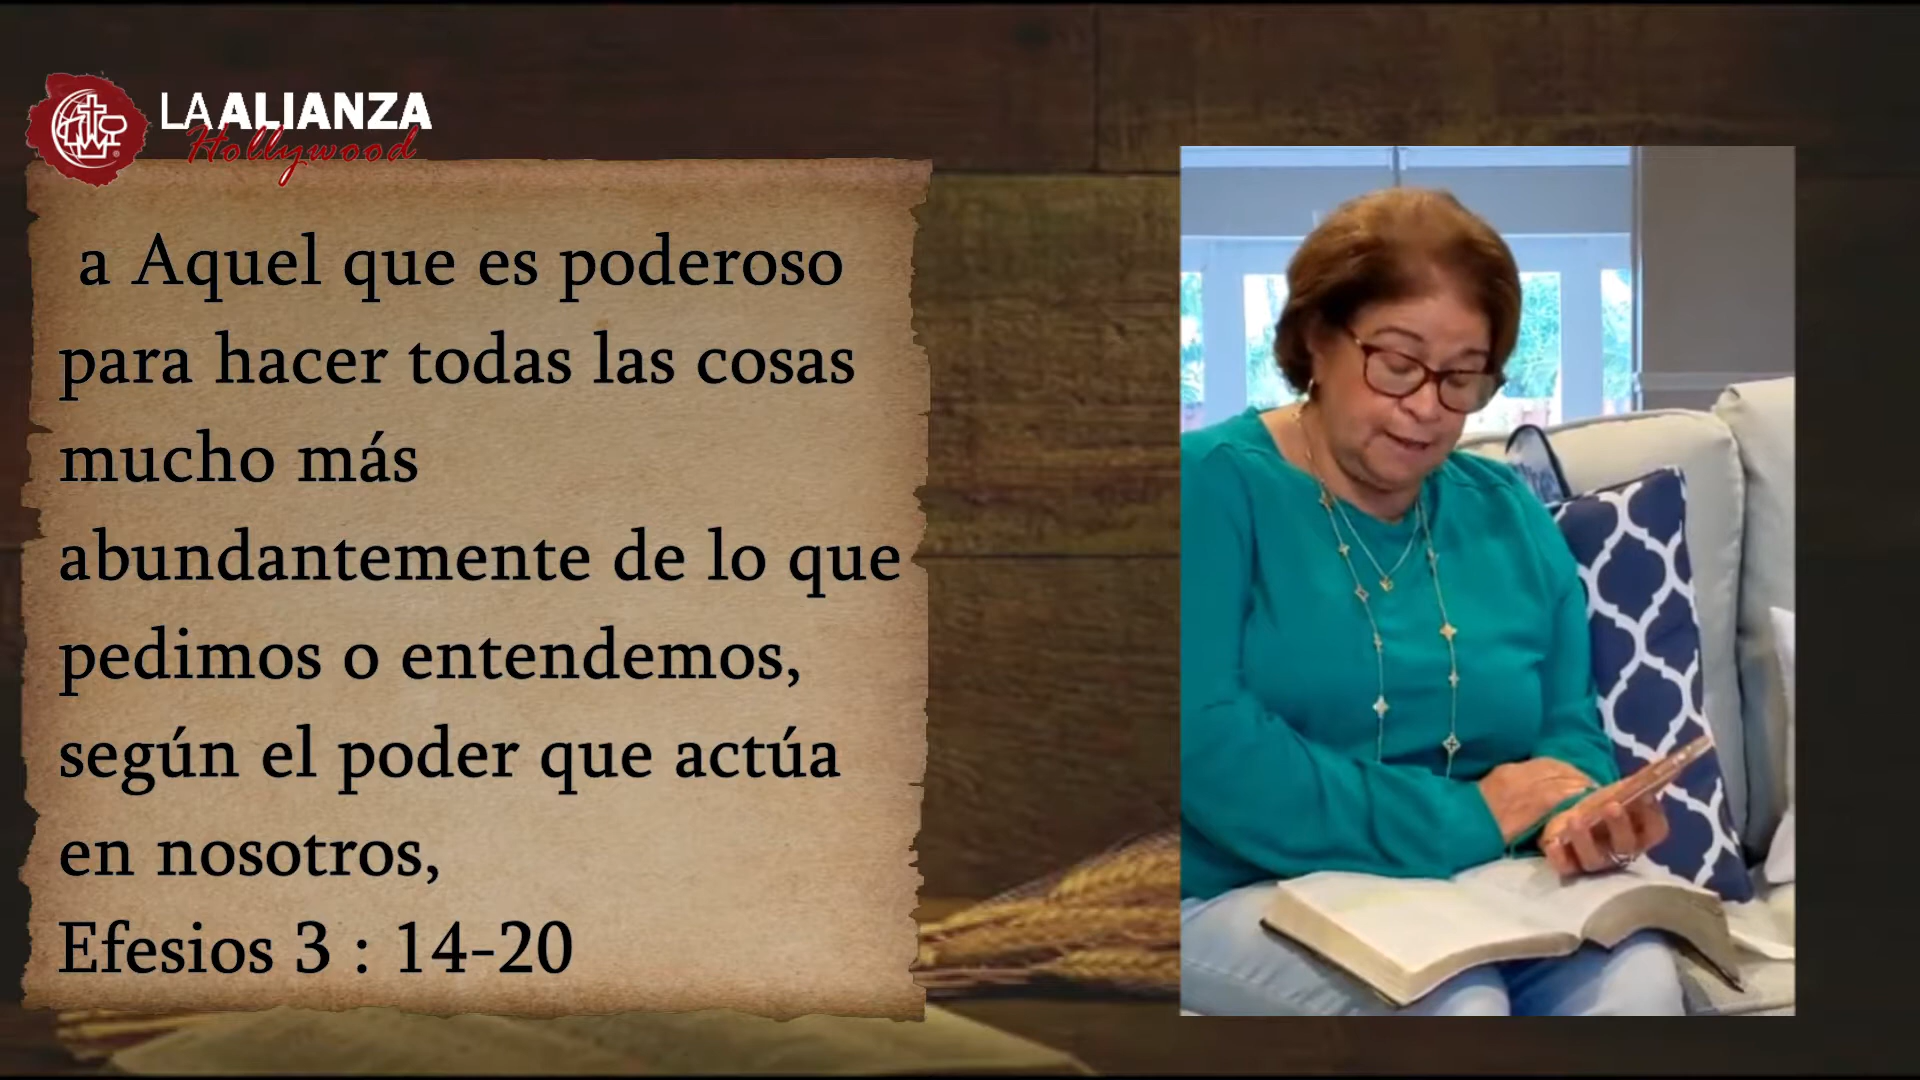 LA ALIANZA
Hollywood
a Aquel que es poderoso
para hacer todas las cosas
mucho más
abundantemente de lo que
pedimos o entendemos,
según el poder que actúa
en nosotros,
Efesios 3 : 14-20